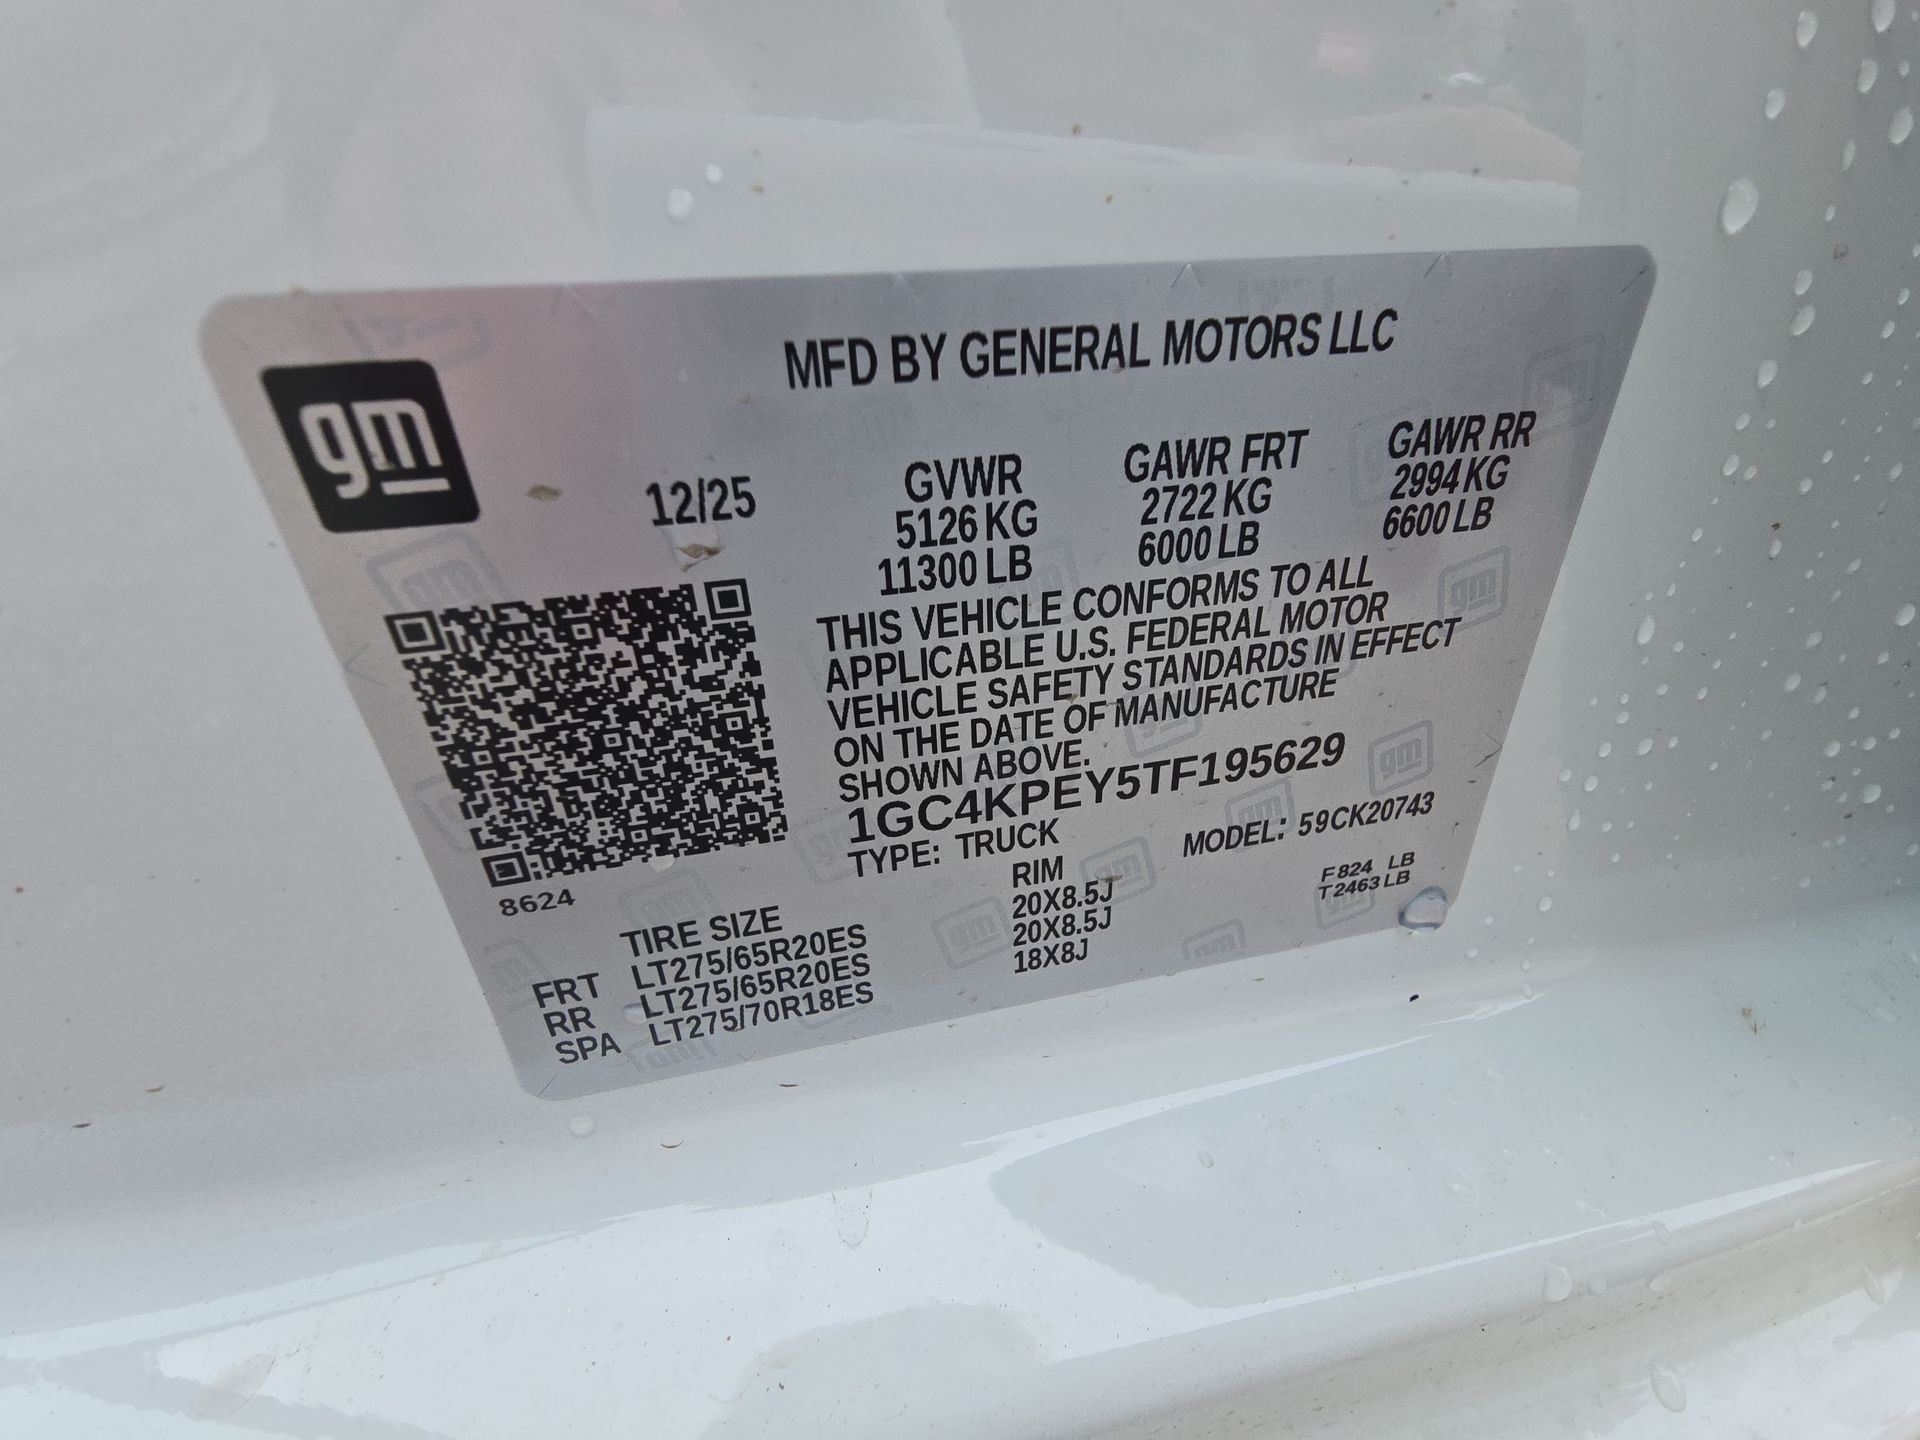 MFD BY GENERAL MOTORS LLC
gm
12/25
GVWR GAWR FRT GAWR RR
5126 KG 2722 KG 2994 KG
11300 LB 6000 LB 6600 LB
THIS VEHICLE CONFORMS TO ALL
APPLICABLE U.S. FEDERAL MOTOR
VEHICLE SAFETY STANDARDS IN EFFECT
ON THE DATE OF MANUFACTURE
SHOWN ABOVE.
1GC4KPEY5TF195629
TYPE: TRUCK MODEL: 59CK20743
8624
F 824 LB
T 2463 LB
TIRE SIZE RIM
FRT LT275/65R20ES 20X8.5J
RR LT275/65R20ES 20X8.5J
SPA LT275/70R18ES 18X8J